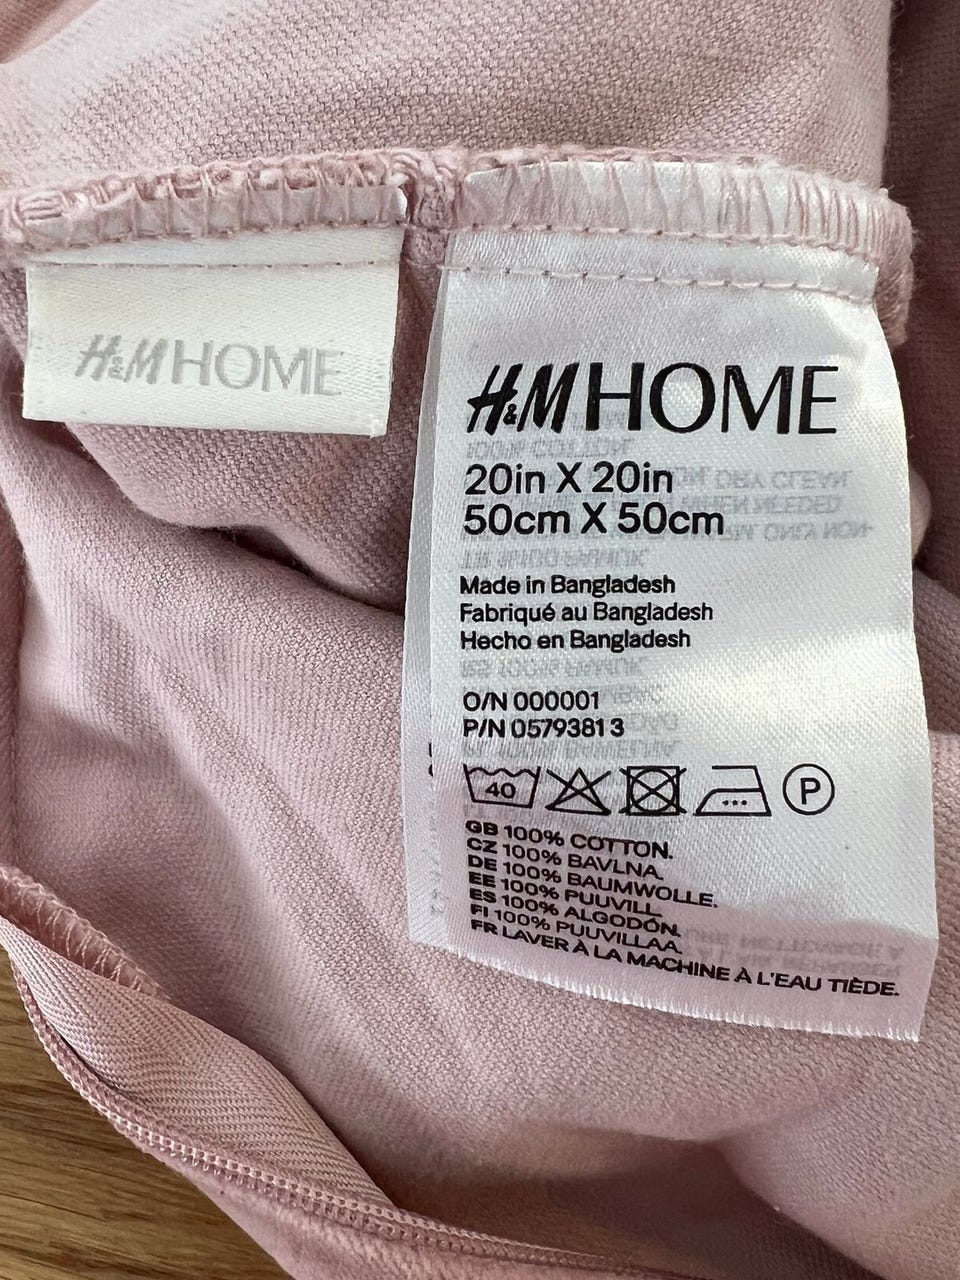 H&M HOME
H&M HOME
20in X 20in
50cm X 50cm
Made in Bangladesh
Fabriqué au Bangladesh
Hecho en Bangladesh
O/N 000001
P/N 0579381 3
40 P
GB 100% COTTON.
CZ 100% BAVLNA.
DE 100% BAUMWOLLE.
EE 100% PUUVILL.
ES 100% ALGODÓN.
FI 100% PUUVILLAA.
FR LAVER À LA MACHINE À L'EAU TIÈDE.